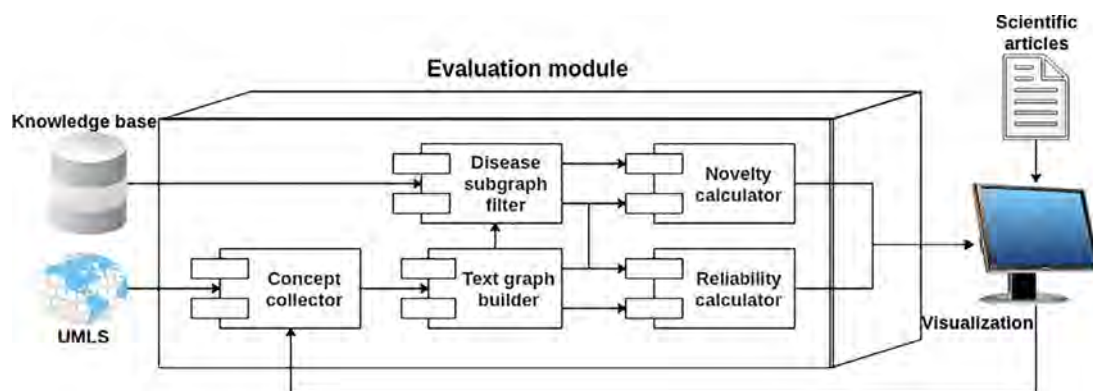 Scientific
articles
Evaluation module
Knowledge base
Disease
subgraph
filter
Novelty
calculator
Concept
collector
Text graph
builder
Reliability
calculator
UMLS
Visualization